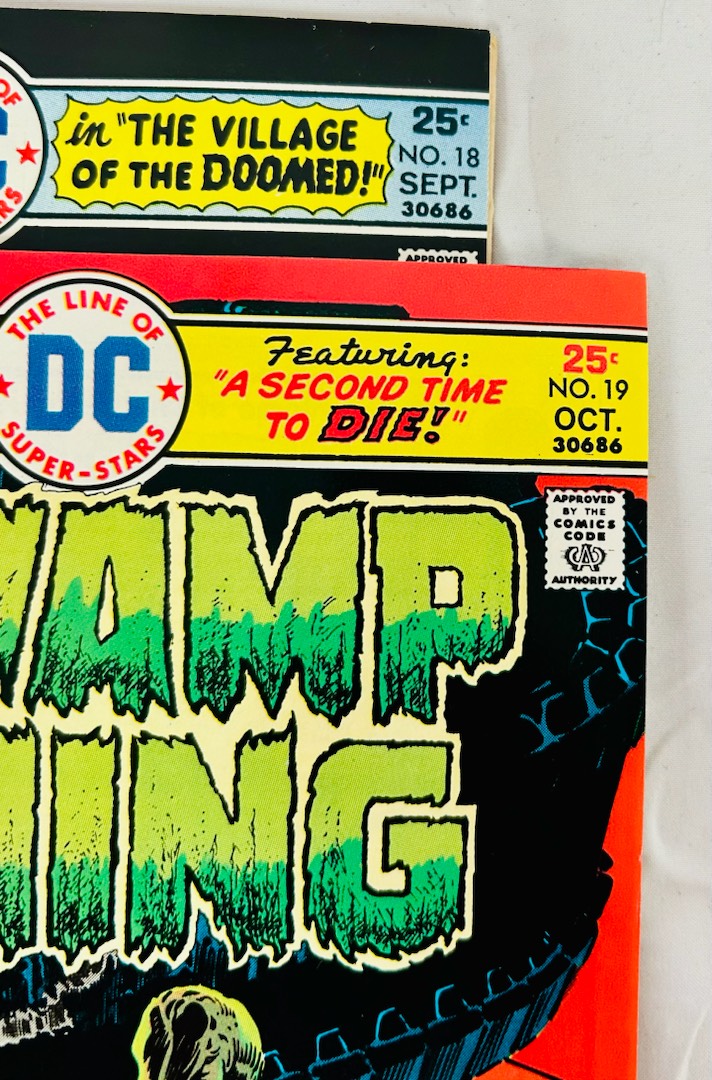 in "THE VILLAGE
OF THE DOOMED!"
25¢
NO. 18
SEPT.
30686
APPROVED
THE LINE OF
DC
SUPER-STARS
Featuring:
"A SECOND TIME
TO DIE!"
25¢
NO. 19
OCT.
30686
APPROVED
BY THE
COMICS
CODE
CA
AUTHORITY
WAMP
HING